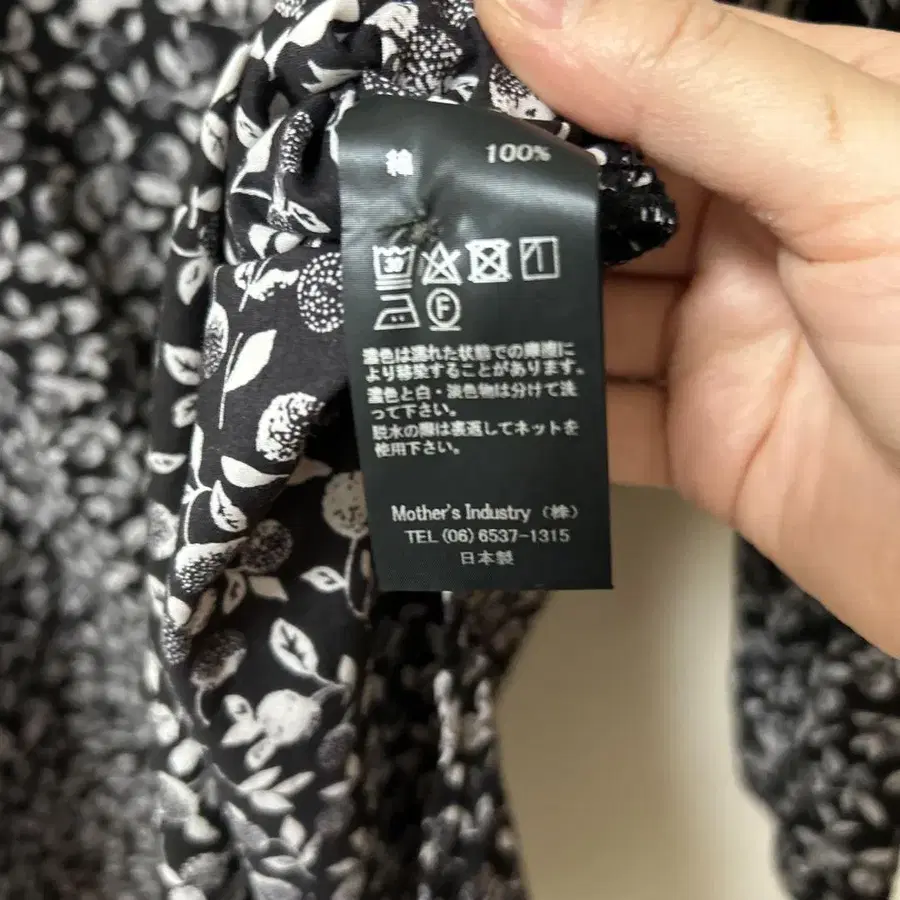 綿 100%
30
F
濃色は濡れた状態での摩擦に
より移染することがあります。
濃色と白・淡色物は分けて洗
って下さい。
脱水の際は裏返してネットを
使用下さい。
Mother's Industry (株)
TEL (06) 6537-1315
日本製